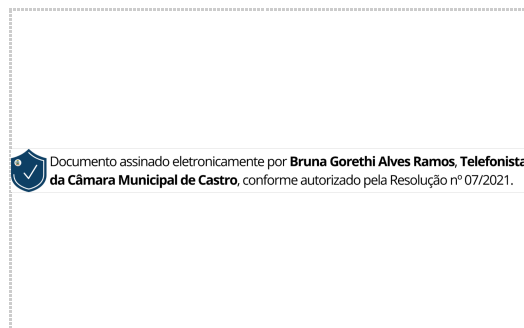 Documento assinado eletronicamente por Bruna Gorethi Alves Ramos, Telefonista
da Câmara Municipal de Castro, conforme autorizado pela Resolução nº 07/2021.